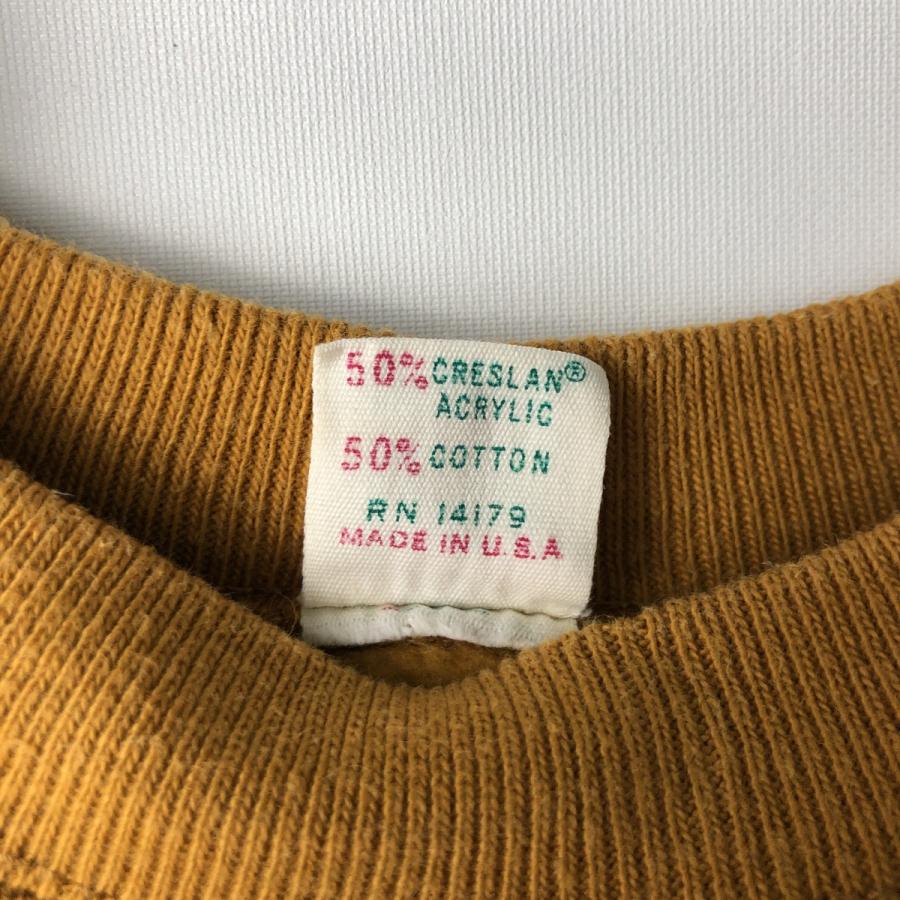 50% CRESLAN®
ACRYLIC
50% COTTON
RN 14179
MADE IN U.S.A